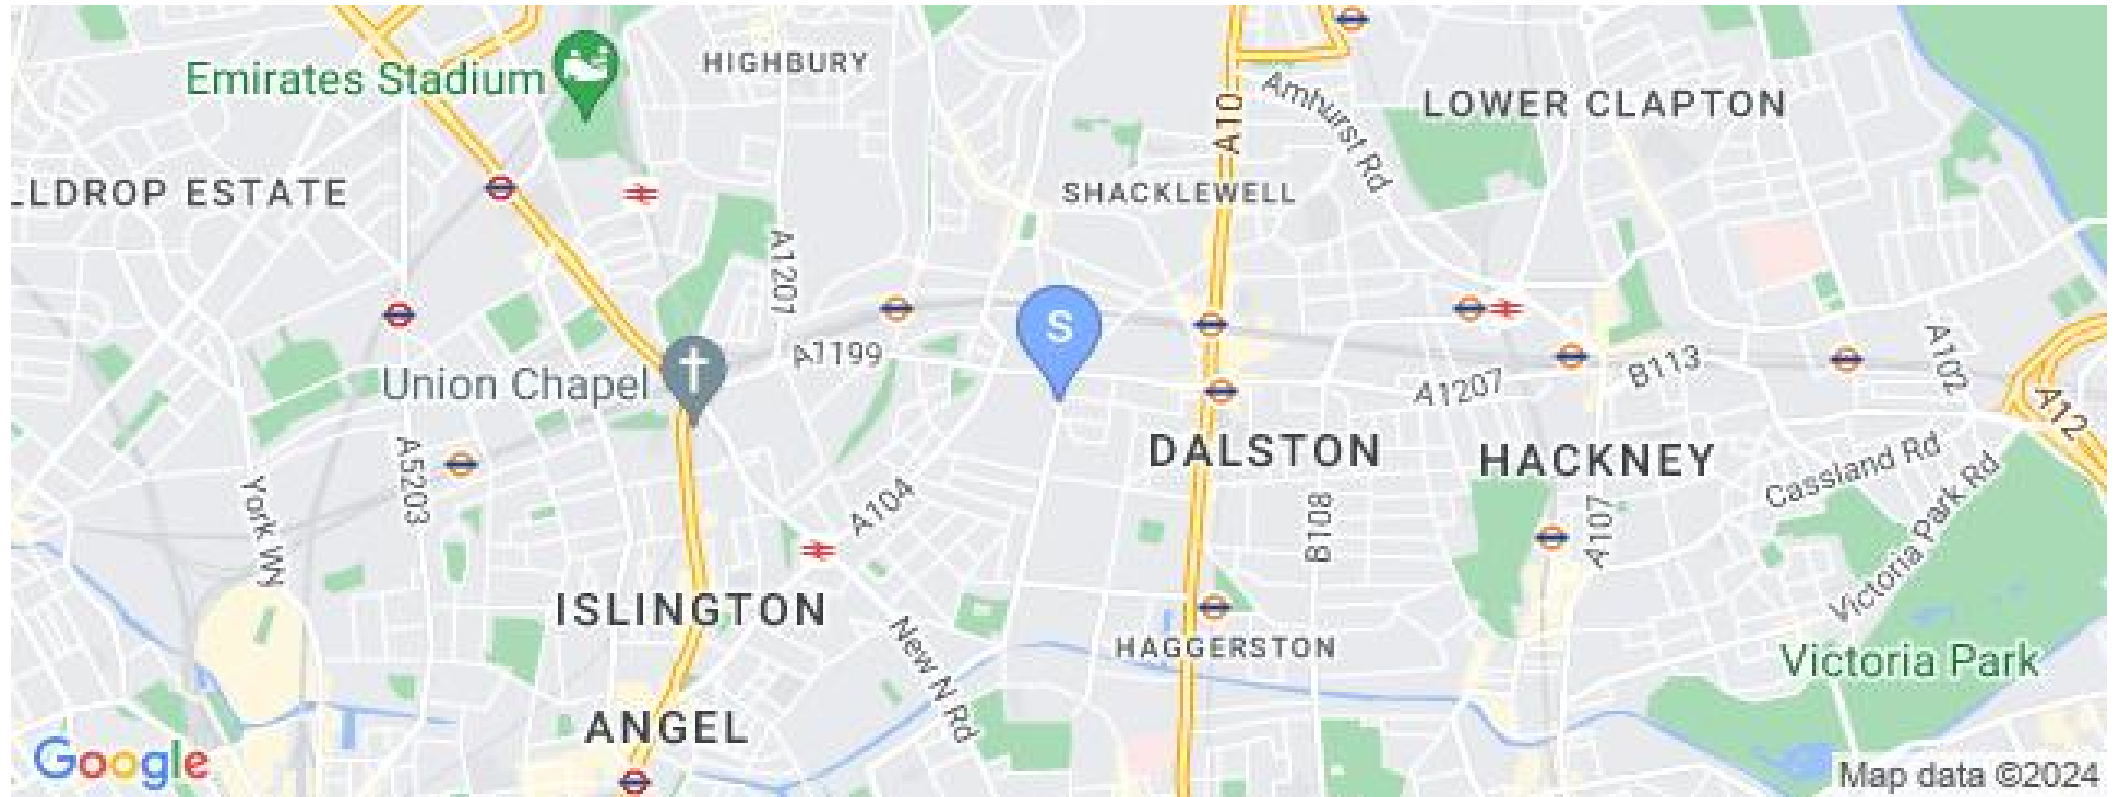 Emirates Stadium
HIGHBURY
A10
Amhurst Rd
LOWER CLAPTON
LLDROP ESTATE
SHACKLEWELL
A1207
S
A1199
Union Chapel
A1207
B113
A102
A12
A5203
York Wy
A104
DALSTON
HACKNEY
Cassland Rd
Victoria Park Rd
B108
A107
ISLINGTON
New N Rd
HAGGERSTON
Victoria Park
ANGEL
Google
Map data ©2024